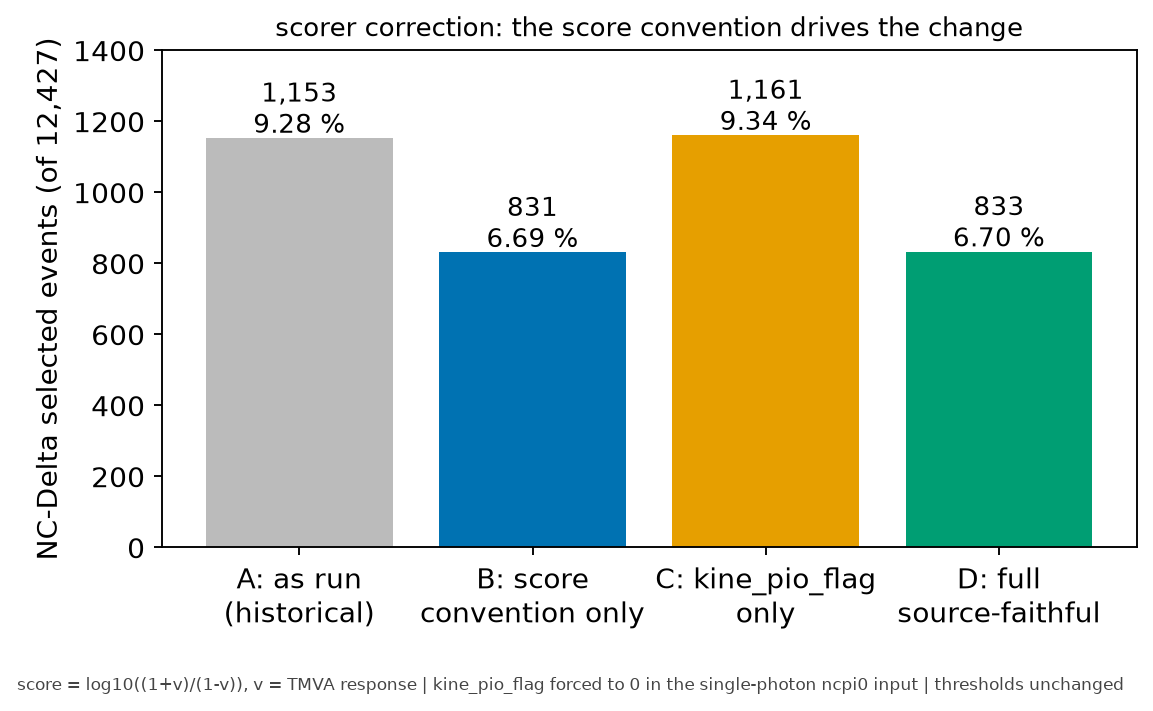 scorer correction: the score convention drives the change
NC-Delta selected events (of 12,427)
1400
1200
1000
800
600
400
200
0
1,153
9.28 %
831
6.69 %
1,161
9.34 %
833
6.70 %
A: as run
(historical)
B: score
convention only
C: kine_pio_flag
only
D: full
source-faithful
score = log10((1+v)/(1-v)), v = TMVA response | kine_pio_flag forced to 0 in the single-photon ncpi0 input | thresholds unchanged